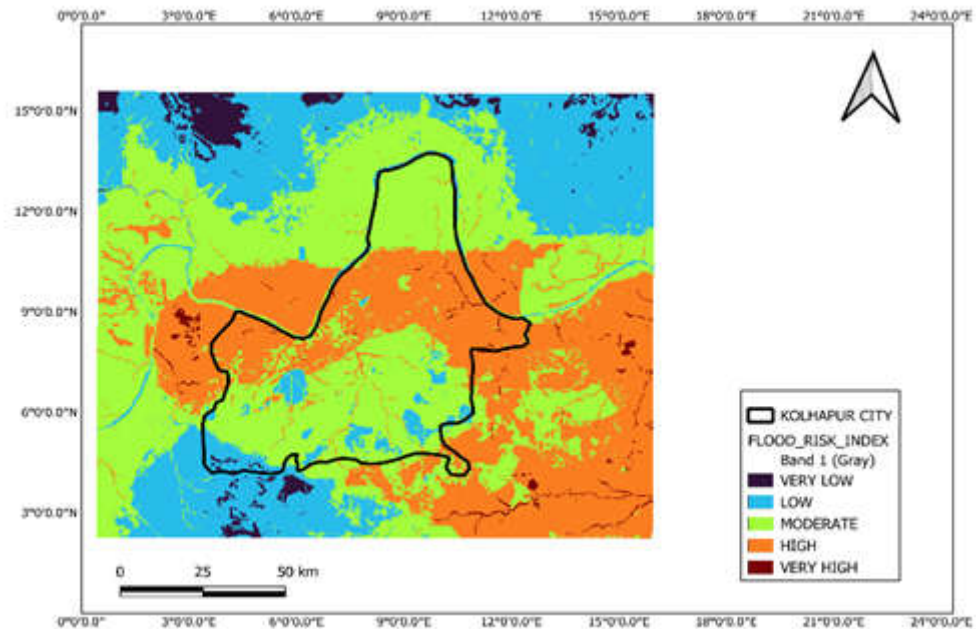 0°0'0.0" 3°0'0.0"E 6°0'0.0"E 9°0'0.0"E 12°0'0.0"E 15°0'0.0"E 18°0'0.0"E 21°0'0.0"E 24°0'0.0"E
15°0'0.0"N
12°0'0.0"N
9°0'0.0"N
6°0'0.0"N
3°0'0.0"N
KOLHAPUR CITY
FLOOD_RISK_INDEX
Band 1 (Gray)
VERY LOW
LOW
MODERATE
HIGH
VERY HIGH
0 25 50 km
0°0'0.0" 3°0'0.0"E 6°0'0.0"E 9°0'0.0"E 12°0'0.0"E 15°0'0.0"E 18°0'0.0"E 21°0'0.0"E 24°0'0.0"E